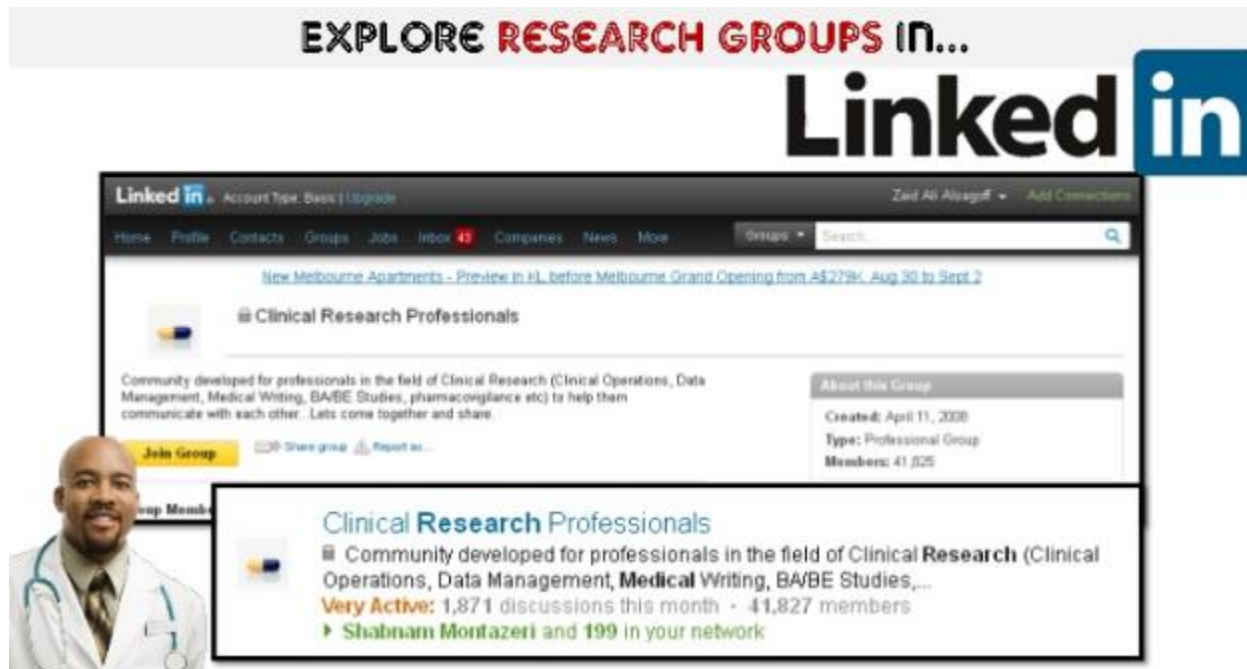 EXPLORE RESEARCH GROUPS IN...
Linked in
Linked in Account Type: Basic | Upgrade Zaid Ali Alsagoff Add Connections
Home Profile Contacts Groups Jobs Inbox 43 Companies News More Groups Search...
New Melbourne Apartments - Preview in KL before Melbourne Grand Opening from A$279K. Aug 30 to Sept 2
Clinical Research Professionals
Community developed for professionals in the field of Clinical Research (Clinical Operations, Data
Management, Medical Writing, BA/BE Studies, pharmacovigilance etc) to help them
communicate with each other. Lets come together and share.
Join Group Share group Report as...
About this Group
Created: April 11, 2008
Type: Professional Group
Members: 41,825
Clinical Research Professionals
Community developed for professionals in the field of Clinical Research (Clinical
Operations, Data Management, Medical Writing, BA/BE Studies,...
Very Active: 1,871 discussions this month · 41,827 members
Shabnam Montazeri and 199 in your network